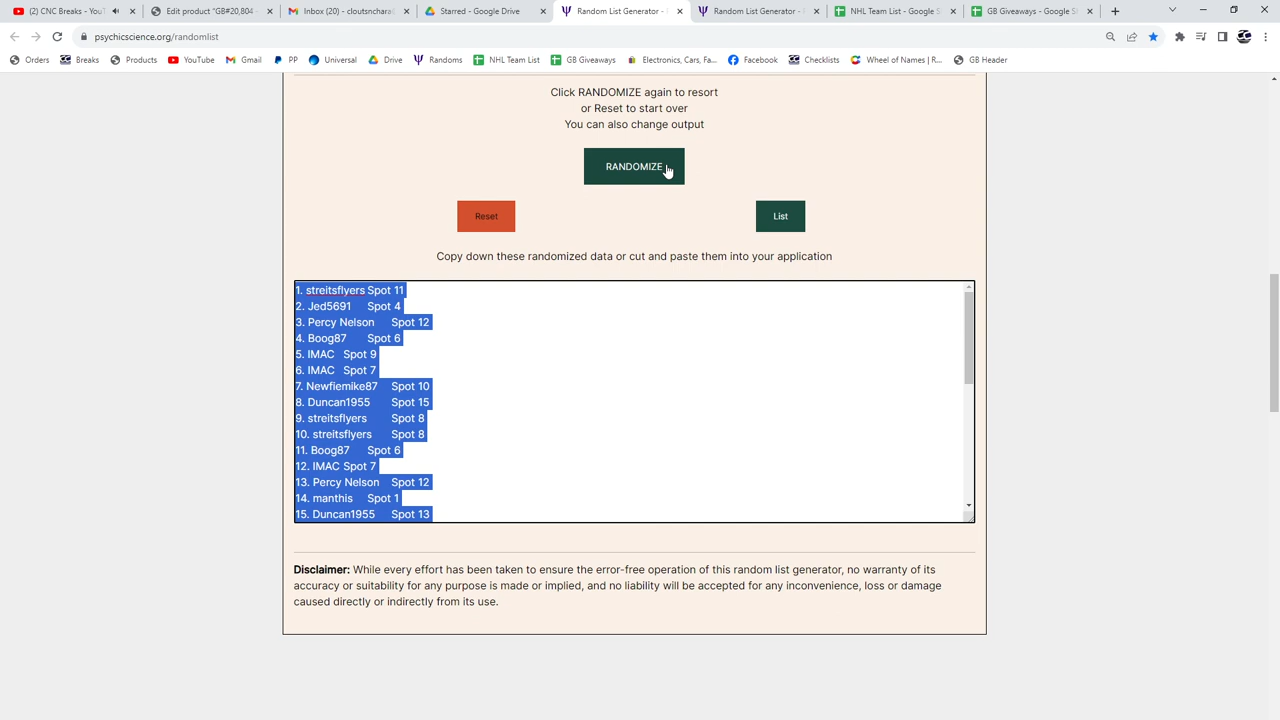 (2) CNC Breaks - YouT
Edit product "GB#20,804 -
Inbox (20) - cloutsnchara
Starred - Google Drive
Random List Generator -
Random List Generator -
NHL Team List - Google S
GB Giveaways - Google Sh
psychicscience.org/randomlist
Orders
Breaks
Products
YouTube
Gmail
PP
Universal
Drive
Randoms
NHL Team List
GB Giveaways
Electronics, Cars, Fa...
Facebook
Checklists
Wheel of Names | R...
GB Header
Click RANDOMIZE again to resort
or Reset to start over
You can also change output
RANDOMIZE
Reset
List
Copy down these randomized data or cut and paste them into your application
1. streitsflyers Spot 11
2. Jed5691 Spot 4
3. Percy Nelson Spot 12
4. Boog87 Spot 6
5. IMAC Spot 9
6. IMAC Spot 7
7. Newfiemike87 Spot 10
8. Duncan1955 Spot 15
9. streitsflyers Spot 8
10. streitsflyers Spot 8
11. Boog87 Spot 6
12. IMAC Spot 7
13. Percy Nelson Spot 12
14. manthis Spot 1
15. Duncan1955 Spot 13
Disclaimer: While every effort has been taken to ensure the error-free operation of this random list generator, no warranty of its
accuracy or suitability for any purpose is made or implied, and no liability will be accepted for any inconvenience, loss or damage
caused directly or indirectly from its use.